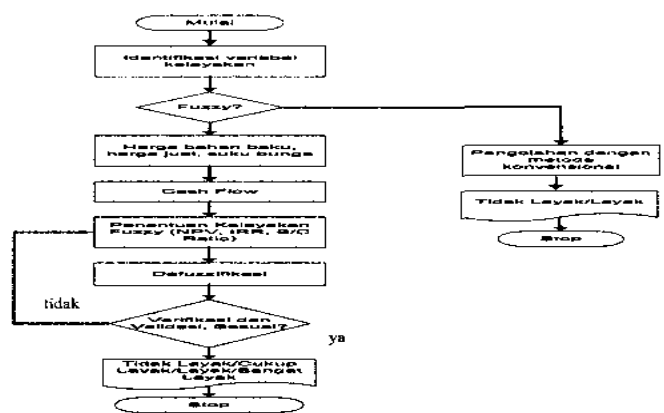 Mulai
Identifikasi variabel
kelayakan
Fuzzy?
Harga bahan baku,
harga jual, suku bunga
Cash Flow
Penentuan Kelayakan
Fuzzy (NPV, IRR, B/C
Ratio)
Defuzzifikasi
tidak
Verifikasi dan
Validasi, Sesuai?
ya
Tidak Layak/Cukup
Layak/Layak/Sangat
Layak
Stop
Pengolahan dengan
metode
konvensional
Tidak Layak/Layak
Stop